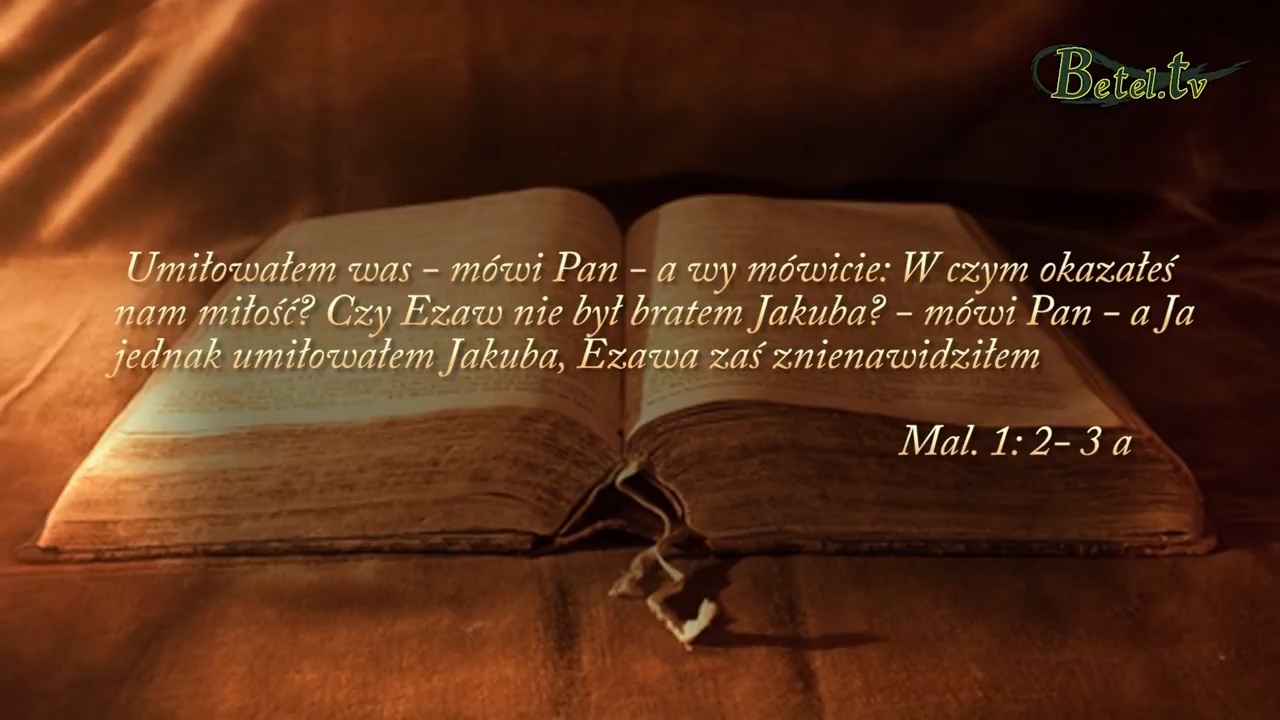 Betel.tv
Umiłowałem was – mówi Pan – a wy mówicie: W czym okazałeś
nam miłość? Czy Ezaw nie był bratem Jakuba? – mówi Pan – a Ja
jednak umiłowałem Jakuba, Ezawa zaś znienawidziłem
Mal. 1: 2– 3 a